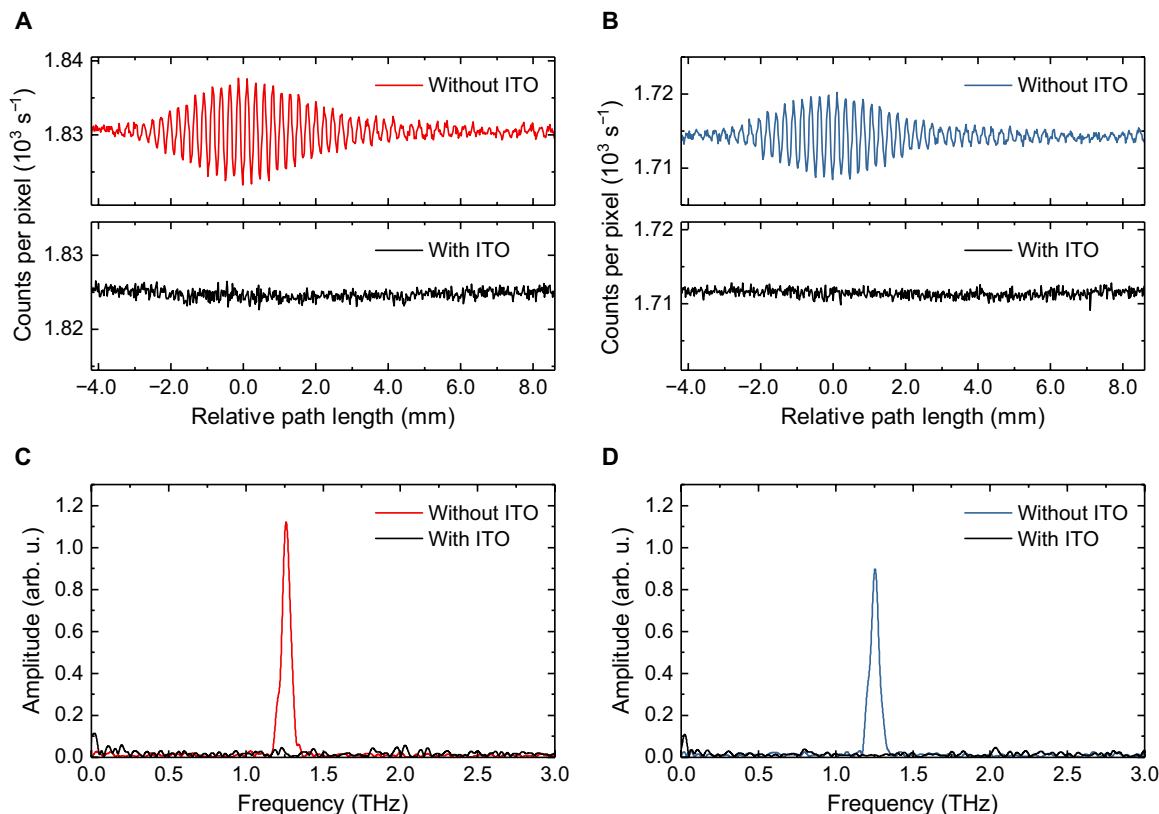 A
Counts per pixel (10³ s⁻¹)
1.84
1.83
Without ITO
1.83
1.82
With ITO
−4.0 −2.0 0.0 2.0 4.0 6.0 8.0
Relative path length (mm)
B
Counts per pixel (10³ s⁻¹)
1.72
1.71
Without ITO
1.72
1.71
With ITO
−4.0 −2.0 0.0 2.0 4.0 6.0 8.0
Relative path length (mm)
C
Amplitude (arb. u.)
1.2
1.0
0.8
0.6
0.4
0.2
0.0
Without ITO
With ITO
0.0 0.5 1.0 1.5 2.0 2.5 3.0
Frequency (THz)
D
Amplitude (arb. u.)
1.2
1.0
0.8
0.6
0.4
0.2
0.0
Without ITO
With ITO
0.0 0.5 1.0 1.5 2.0 2.5 3.0
Frequency (THz)